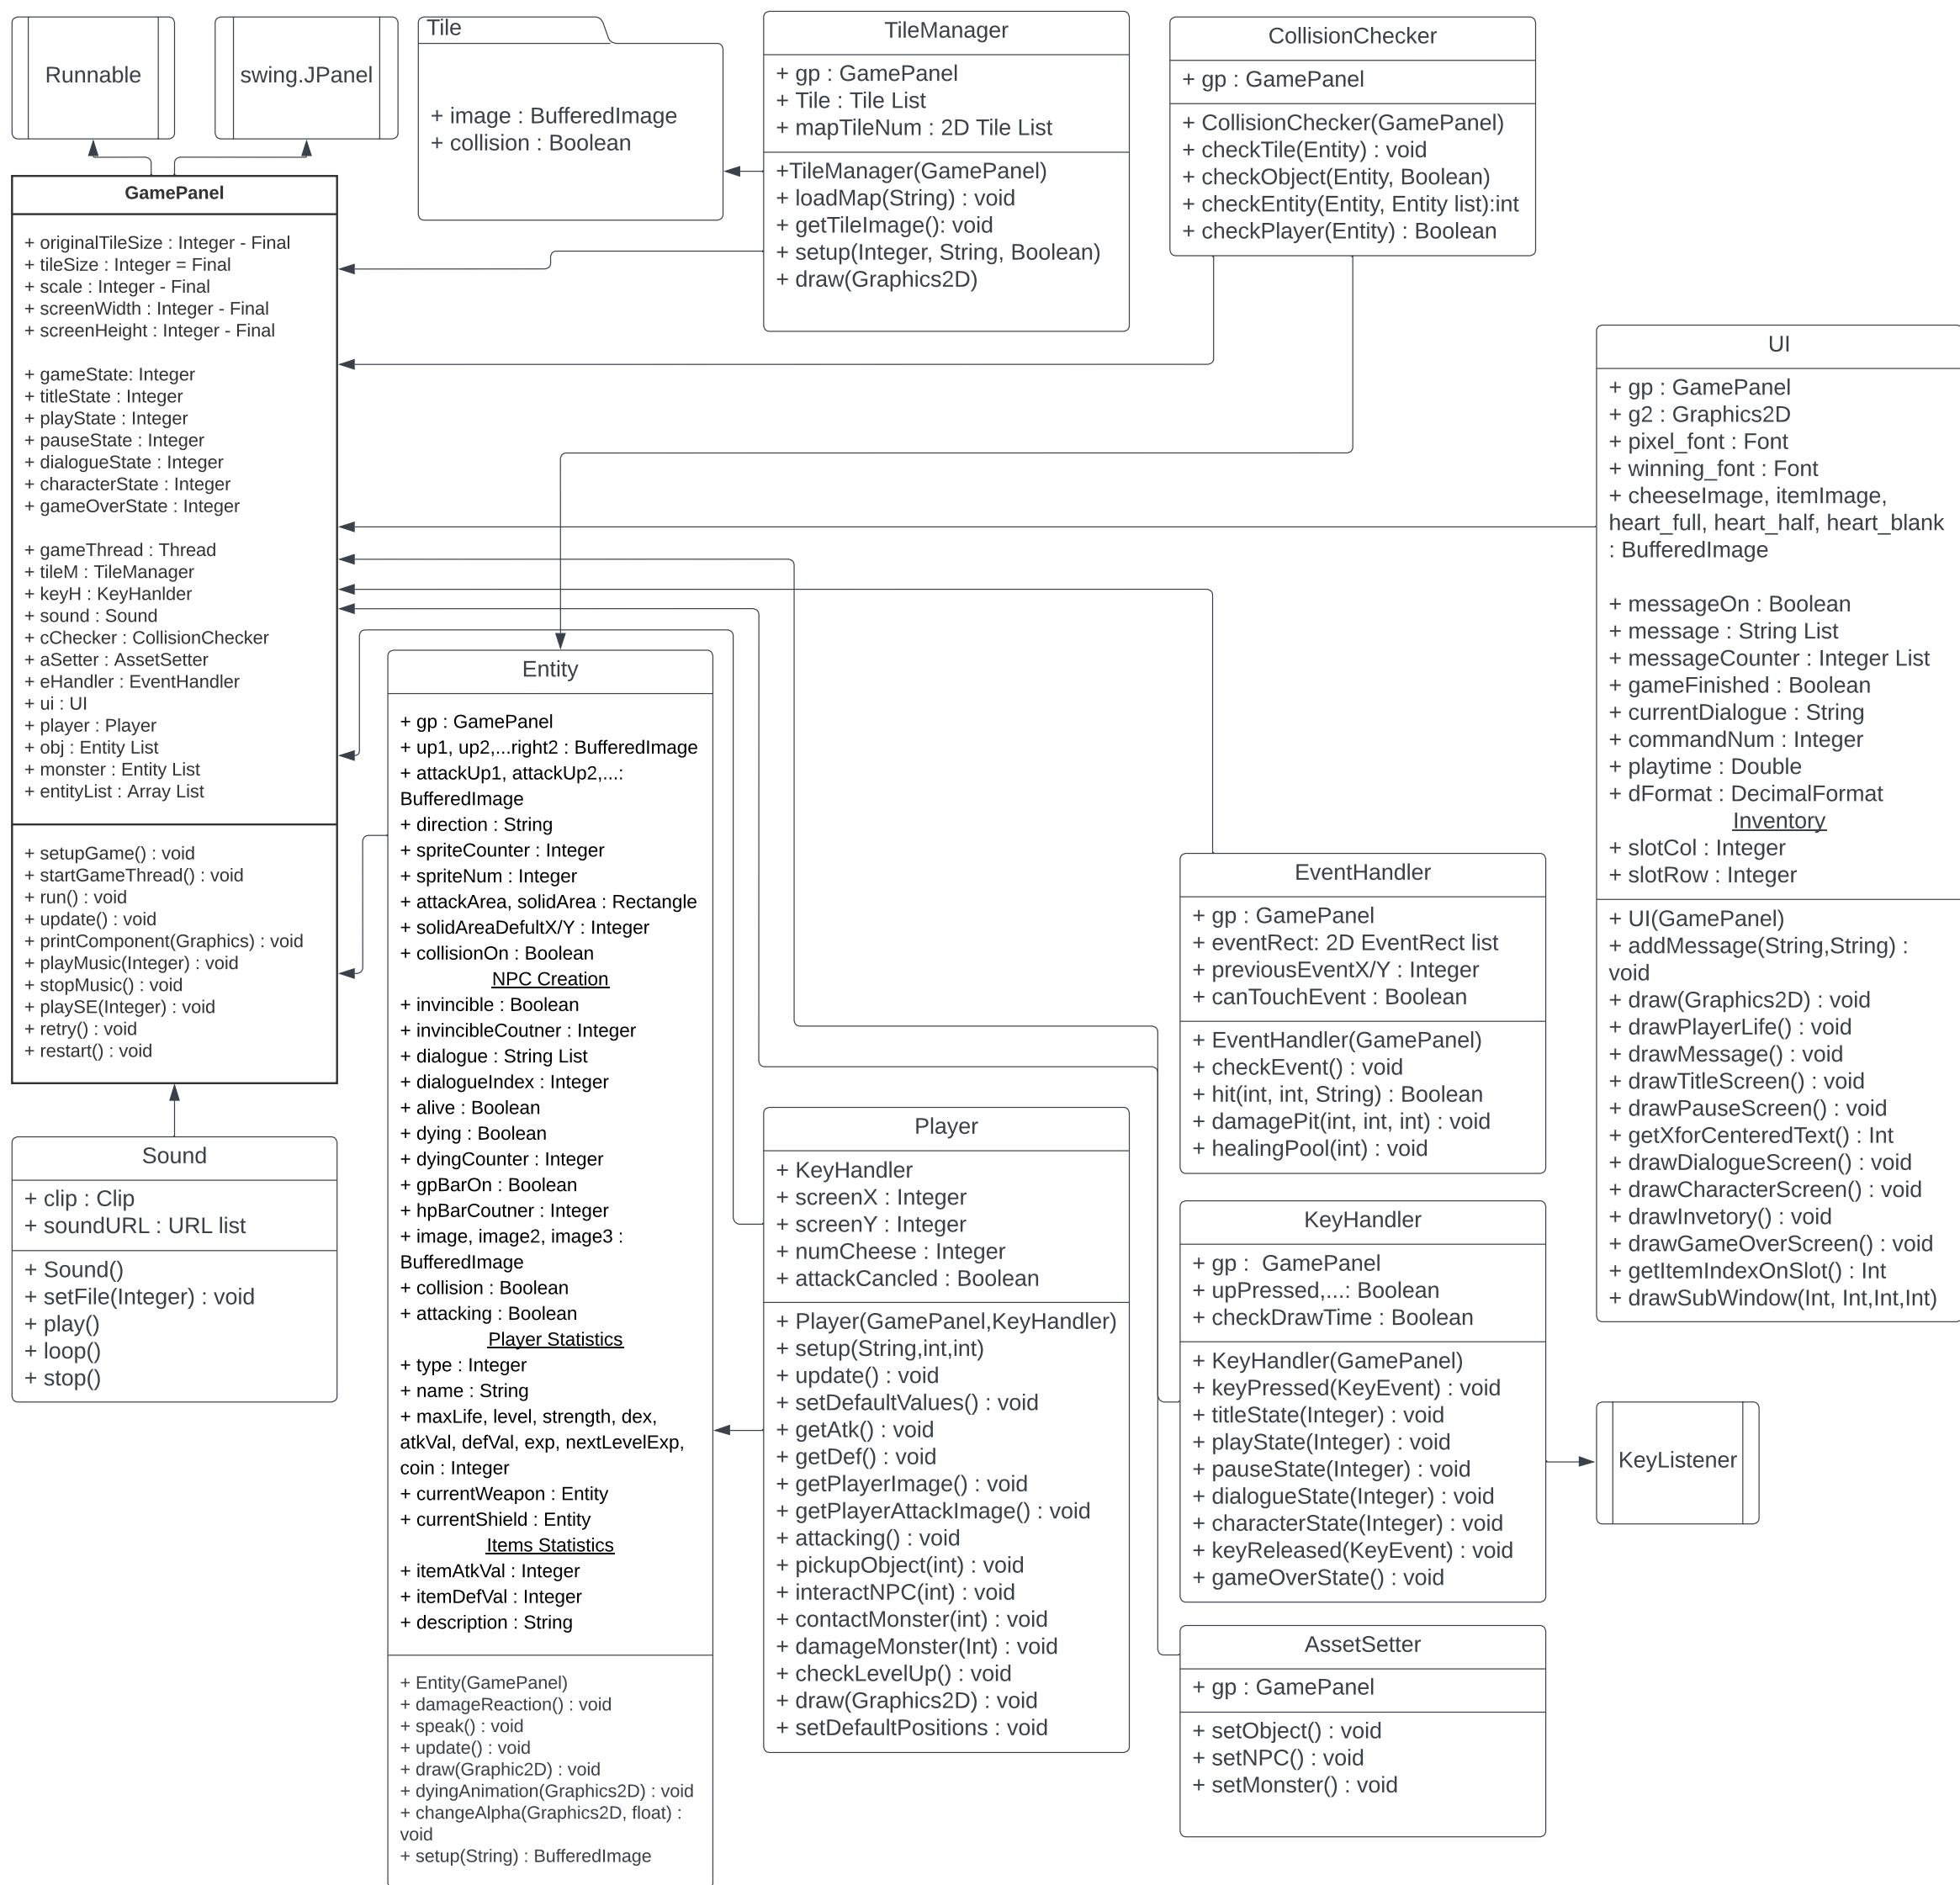 Runnable
swing.JPanel
Tile
+ image : BufferedImage
+ collision : Boolean
TileManager
+ gp : GamePanel
+ Tile : Tile List
+ mapTileNum : 2D Tile List
+TileManager(GamePanel)
+ loadMap(String) : void
+ getTileImage(): void
+ setup(Integer, String, Boolean)
+ draw(Graphics2D)
CollisionChecker
+ gp : GamePanel
+ CollisionChecker(GamePanel)
+ checkTile(Entity) : void
+ checkObject(Entity, Boolean)
+ checkEntity(Entity, Entity list):int
+ checkPlayer(Entity) : Boolean
GamePanel
+ originalTileSize : Integer - Final
+ tileSize : Integer = Final
+ scale : Integer - Final
+ screenWidth : Integer - Final
+ screenHeight : Integer - Final
+ gameState: Integer
+ titleState : Integer
+ playState : Integer
+ pauseState : Integer
+ dialogueState : Integer
+ characterState : Integer
+ gameOverState : Integer
+ gameThread : Thread
+ tileM : TileManager
+ keyH : KeyHanlder
+ sound : Sound
+ cChecker : CollisionChecker
+ aSetter : AssetSetter
+ eHandler : EventHandler
+ ui : UI
+ player : Player
+ obj : Entity List
+ monster : Entity List
+ entityList : Array List
+ setupGame() : void
+ startGameThread() : void
+ run() : void
+ update() : void
+ printComponent(Graphics) : void
+ playMusic(Integer) : void
+ stopMusic() : void
+ playSE(Integer) : void
+ retry() : void
+ restart() : void
Sound
+ clip : Clip
+ soundURL : URL list
+ Sound()
+ setFile(Integer) : void
+ play()
+ loop()
+ stop()
Entity
+ gp : GamePanel
+ up1, up2,...right2 : BufferedImage
+ attackUp1, attackUp2,...:
BufferedImage
+ direction : String
+ spriteCounter : Integer
+ spriteNum : Integer
+ attackArea, solidArea : Rectangle
+ solidAreaDefultX/Y : Integer
+ collisionOn : Boolean
NPC Creation
+ invincible : Boolean
+ invincibleCoutner : Integer
+ dialogue : String List
+ dialogueIndex : Integer
+ alive : Boolean
+ dying : Boolean
+ dyingCounter : Integer
+ gpBarOn : Boolean
+ hpBarCoutner : Integer
+ image, image2, image3 :
BufferedImage
+ collision : Boolean
+ attacking : Boolean
Player Statistics
+ type : Integer
+ name : String
+ maxLife, level, strength, dex,
atkVal, defVal, exp, nextLevelExp,
coin : Integer
+ currentWeapon : Entity
+ currentShield : Entity
Items Statistics
+ itemAtkVal : Integer
+ itemDefVal : Integer
+ description : String
+ Entity(GamePanel)
+ damageReaction() : void
+ speak() : void
+ update() : void
+ draw(Graphic2D) : void
+ dyingAnimation(Graphics2D) : void
+ changeAlpha(Graphics2D, float) :
void
+ setup(String) : BufferedImage
Player
+ KeyHandler
+ screenX : Integer
+ screenY : Integer
+ numCheese : Integer
+ attackCancled : Boolean
+ Player(GamePanel,KeyHandler)
+ setup(String,int,int)
+ update() : void
+ setDefaultValues() : void
+ getAtk() : void
+ getDef() : void
+ getPlayerImage() : void
+ getPlayerAttackImage() : void
+ attacking() : void
+ pickupObject(int) : void
+ interactNPC(int) : void
+ contactMonster(int) : void
+ damageMonster(Int) : void
+ checkLevelUp() : void
+ draw(Graphics2D) : void
+ setDefaultPositions : void
EventHandler
+ gp : GamePanel
+ eventRect: 2D EventRect list
+ previousEventX/Y : Integer
+ canTouchEvent : Boolean
+ EventHandler(GamePanel)
+ checkEvent() : void
+ hit(int, int, String) : Boolean
+ damagePit(int, int, int) : void
+ healingPool(int) : void
KeyHandler
+ gp :  GamePanel
+ upPressed,...: Boolean
+ checkDrawTime : Boolean
+ KeyHandler(GamePanel)
+ keyPressed(KeyEvent) : void
+ titleState(Integer) : void
+ playState(Integer) : void
+ pauseState(Integer) : void
+ dialogueState(Integer) : void
+ characterState(Integer) : void
+ keyReleased(KeyEvent) : void
+ gameOverState() : void
AssetSetter
+ gp : GamePanel
+ setObject() : void
+ setNPC() : void
+ setMonster() : void
UI
+ gp : GamePanel
+ g2 : Graphics2D
+ pixel_font : Font
+ winning_font : Font
+ cheeseImage, itemImage,
heart_full, heart_half, heart_blank
: BufferedImage
+ messageOn : Boolean
+ message : String List
+ messageCounter : Integer List
+ gameFinished : Boolean
+ currentDialogue : String
+ commandNum : Integer
+ playtime : Double
+ dFormat : DecimalFormat
Inventory
+ slotCol : Integer
+ slotRow : Integer
+ UI(GamePanel)
+ addMessage(String,String) :
void
+ draw(Graphics2D) : void
+ drawPlayerLife() : void
+ drawMessage() : void
+ drawTitleScreen() : void
+ drawPauseScreen() : void
+ getXforCenteredText() : Int
+ drawDialogueScreen() : void
+ drawCharacterScreen() : void
+ drawInvetory() : void
+ drawGameOverScreen() : void
+ getItemIndexOnSlot() : Int
+ drawSubWindow(Int, Int,Int,Int)
KeyListener